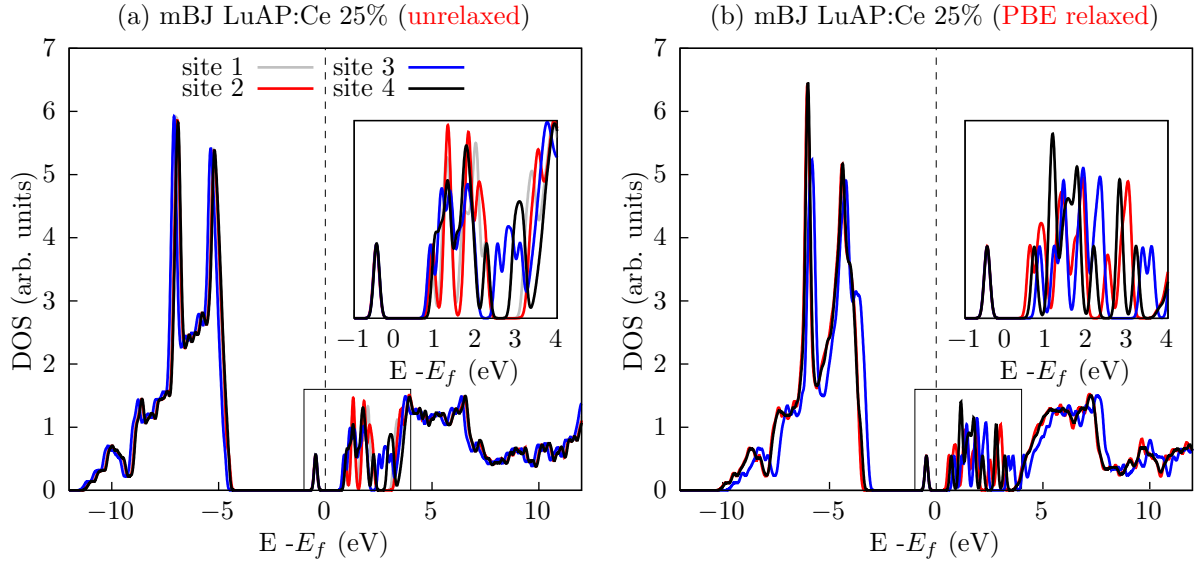 (a) mBJ LuAP:Ce 25% (unrelaxed)
7
6
5
4
3
2
1
0
DOS (arb. units)
site 1
site 2
site 3
site 4
−1 0 1 2 3 4
E -E_f (eV)
−10 −5 0 5 10
E -E_f (eV)
(b) mBJ LuAP:Ce 25% (PBE relaxed)
7
6
5
4
3
2
1
0
DOS (arb. units)
−1 0 1 2 3 4
E -E_f (eV)
−10 −5 0 5 10
E -E_f (eV)